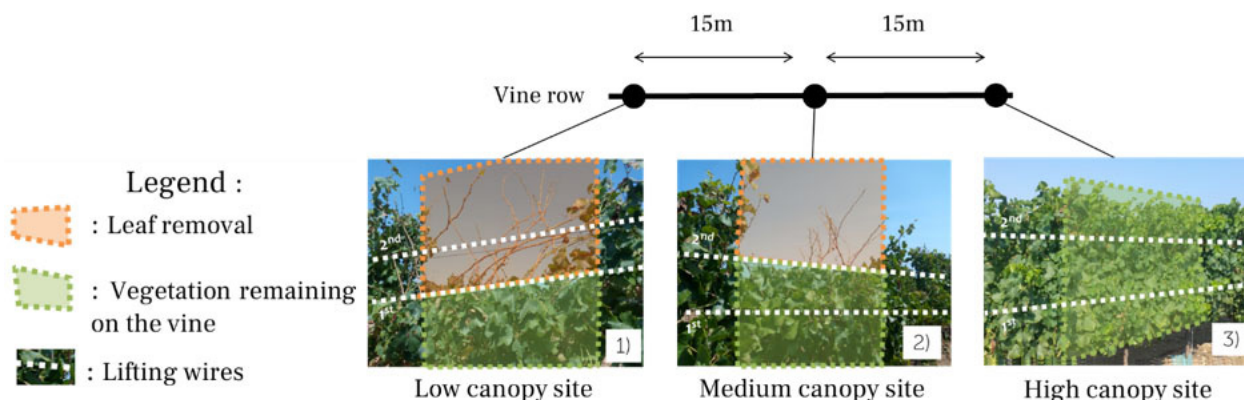 15m
15m
Vine row
Legend :
: Leaf removal
: Vegetation remaining
on the vine
: Lifting wires
2nd
1st
1)
2nd
1st
2)
2nd
1st
3)
Low canopy site
Medium canopy site
High canopy site